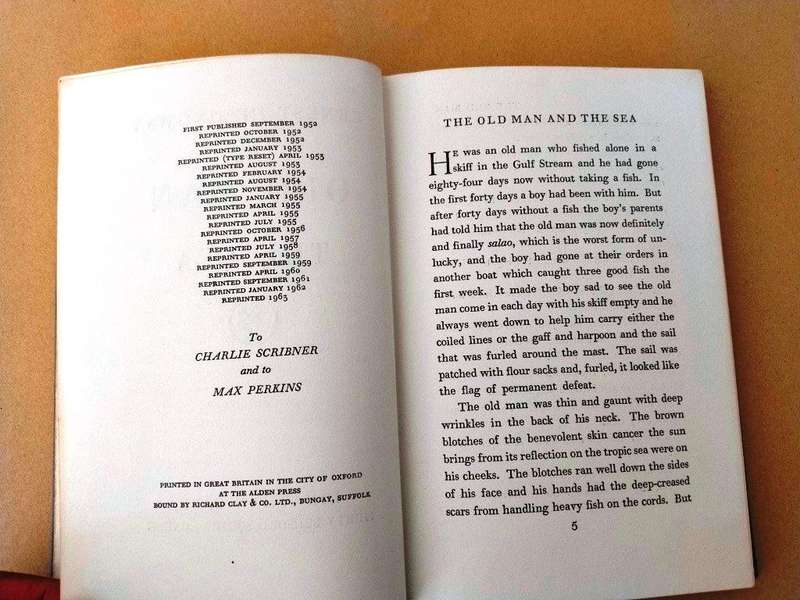 FIRST PUBLISHED SEPTEMBER 1952
REPRINTED OCTOBER 1952
REPRINTED DECEMBER 1952
REPRINTED JANUARY 1953
REPRINTED (TYPE RESET) APRIL 1953
REPRINTED AUGUST 1953
REPRINTED FEBRUARY 1954
REPRINTED AUGUST 1954
REPRINTED NOVEMBER 1954
REPRINTED JANUARY 1955
REPRINTED MARCH 1955
REPRINTED APRIL 1955
REPRINTED JULY 1955
REPRINTED OCTOBER 1956
REPRINTED APRIL 1957
REPRINTED JULY 1958
REPRINTED APRIL 1959
REPRINTED SEPTEMBER 1959
REPRINTED APRIL 1960
REPRINTED SEPTEMBER 1961
REPRINTED JANUARY 1962
REPRINTED 1963
To
CHARLIE SCRIBNER
and to
MAX PERKINS
PRINTED IN GREAT BRITAIN IN THE CITY OF OXFORD
AT THE ALDEN PRESS
BOUND BY RICHARD CLAY & CO. LTD., BUNGAY, SUFFOLK
THE OLD MAN AND THE SEA
HE was an old man who fished alone in a
skiff in the Gulf Stream and he had gone
eighty-four days now without taking a fish. In
the first forty days a boy had been with him. But
after forty days without a fish the boy's parents
had told him that the old man was now definitely
and finally salao, which is the worst form of un-
lucky, and the boy had gone at their orders in
another boat which caught three good fish the
first week. It made the boy sad to see the old
man come in each day with his skiff empty and he
always went down to help him carry either the
coiled lines or the gaff and harpoon and the sail
that was furled around the mast. The sail was
patched with flour sacks and, furled, it looked like
the flag of permanent defeat.
The old man was thin and gaunt with deep
wrinkles in the back of his neck. The brown
blotches of the benevolent skin cancer the sun
brings from its reflection on the tropic sea were on
his cheeks. The blotches ran well down the sides
of his face and his hands had the deep-creased
scars from handling heavy fish on the cords. But
5